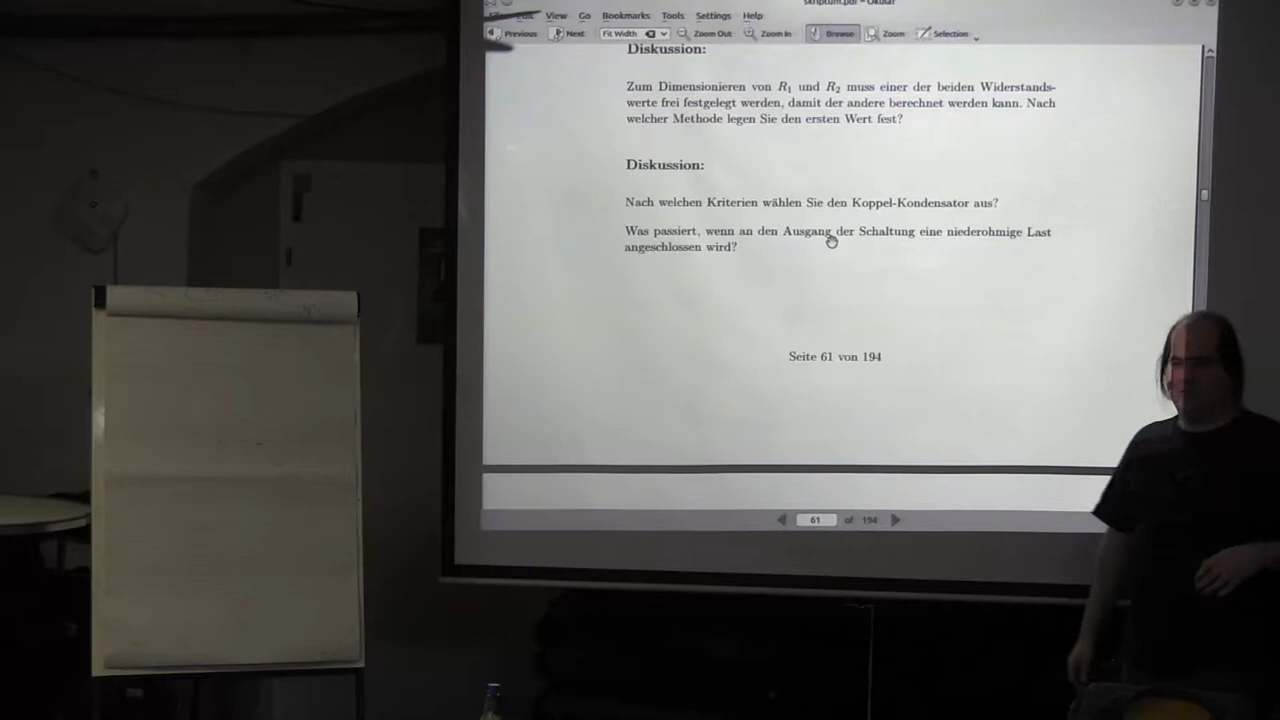 skriptum.pdf – Okular
View Go Bookmarks Tools Settings Help
Previous Next Fit Width Zoom Out Zoom In Browse Zoom Selection
Diskussion:
Zum Dimensionieren von R1 und R2 muss einer der beiden Widerstands-
werte frei festgelegt werden, damit der andere berechnet werden kann. Nach
welcher Methode legen Sie den ersten Wert fest?
Diskussion:
Nach welchen Kriterien wählen Sie den Koppel-Kondensator aus?
Was passiert, wenn an den Ausgang der Schaltung eine niederohmige Last
angeschlossen wird?
Seite 61 von 194
61 of 194